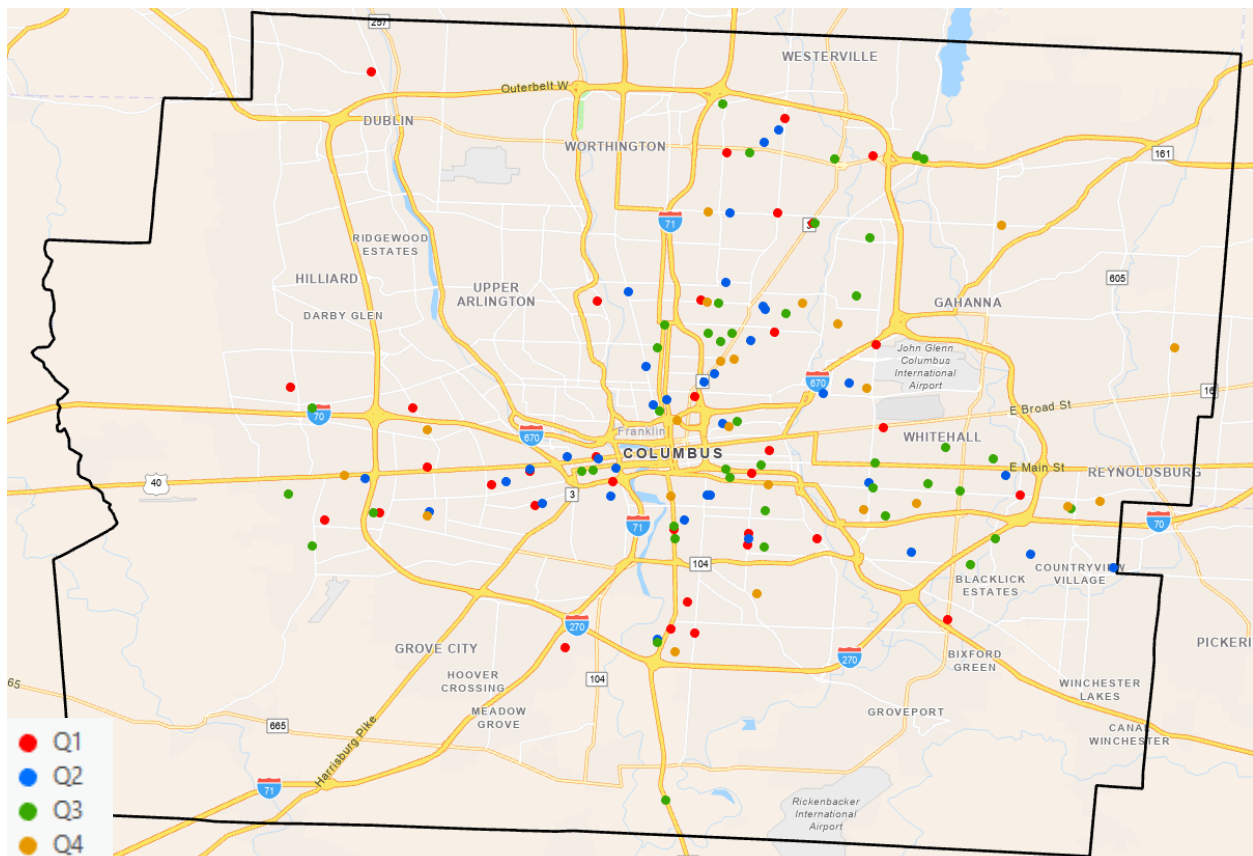 257
WESTERVILLE
Outerbelt W
DUBLIN
WORTHINGTON
161
71
3
RIDGEWOOD
ESTATES
HILLIARD
UPPER
ARLINGTON
605
GAHANNA
DARBY GLEN
John Glenn
Columbus
International
Airport
670
16
70
E Broad St
670
Franklin
WHITEHALL
COLUMBUS
E Main St
REYNOLDSBURG
40
3
71
70
104
COUNTRYVIEW
VILLAGE
BLACKLICK
ESTATES
270
GROVE CITY
PICKERI
BIXFORD
GREEN
270
HOOVER
CROSSING
104
65
WINCHESTER
LAKES
MEADOW
GROVE
GROVEPORT
665
CANAL
WINCHESTER
Harrisburg Pike
71
Rickenbacker
International
Airport
Q1
Q2
Q3
Q4